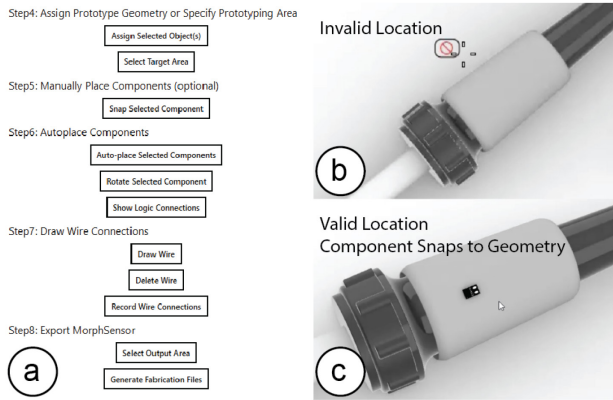 Step4: Assign Prototype Geometry or Specify Prototyping Area
Assign Selected Object(s)
Select Target Area
Step5: Manually Place Components (optional)
Snap Selected Component
Step6: Autoplace Components
Auto-place Selected Components
Rotate Selected Component
Show Logic Connections
Step7: Draw Wire Connections
Draw Wire
Delete Wire
Record Wire Connections
Step8: Export MorphSensor
Select Output Area
Generate Fabrication Files
a
Invalid Location
b
Valid Location
Component Snaps to Geometry
c